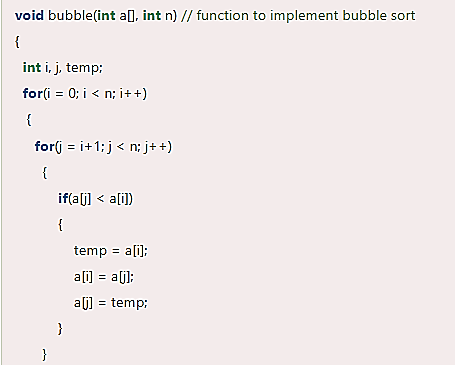 void bubble(int a[], int n) // function to implement bubble sort
{
int i, j, temp;
for(i = 0; i < n; i++)
{
for(j = i+1; j < n; j++)
{
if(a[j] < a[i])
{
temp = a[i];
a[i] = a[j];
a[j] = temp;
}
}